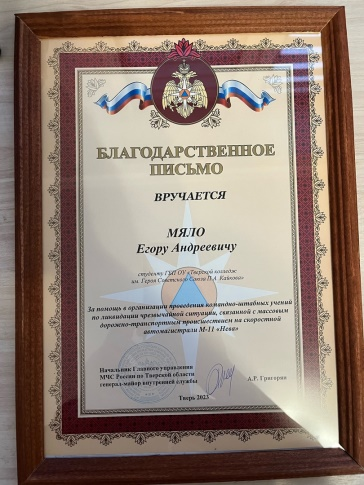 БЛАГОДАРСТВЕННОЕ
ПИСЬМО
ВРУЧАЕТСЯ
МЯЛО
Егору Андреевичу
студенту ГБП ОУ «Тверской колледж
им. Героя Советского Союза П.А. Кайкова»
За помощь в организации проведения командно-штабных учений
по ликвидации чрезвычайной ситуации, связанной с массовым
дорожно-транспортным происшествием на скоростной
автомагистрали М-11 «Нева»
Начальник Главного управления
МЧС России по Тверской области
генерал-майор внутренней службы
А.Р. Григорян
Тверь 2023